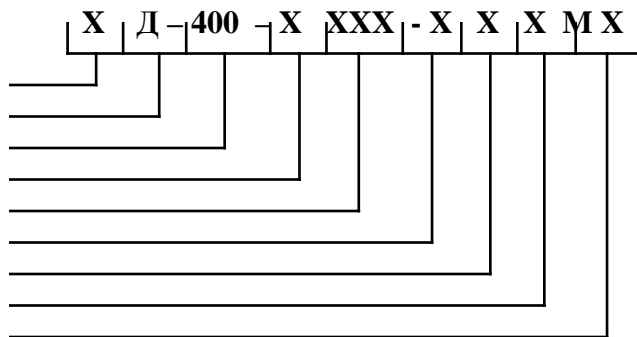 Х Д – 400 – Х ХХХ - Х Х Х М Х